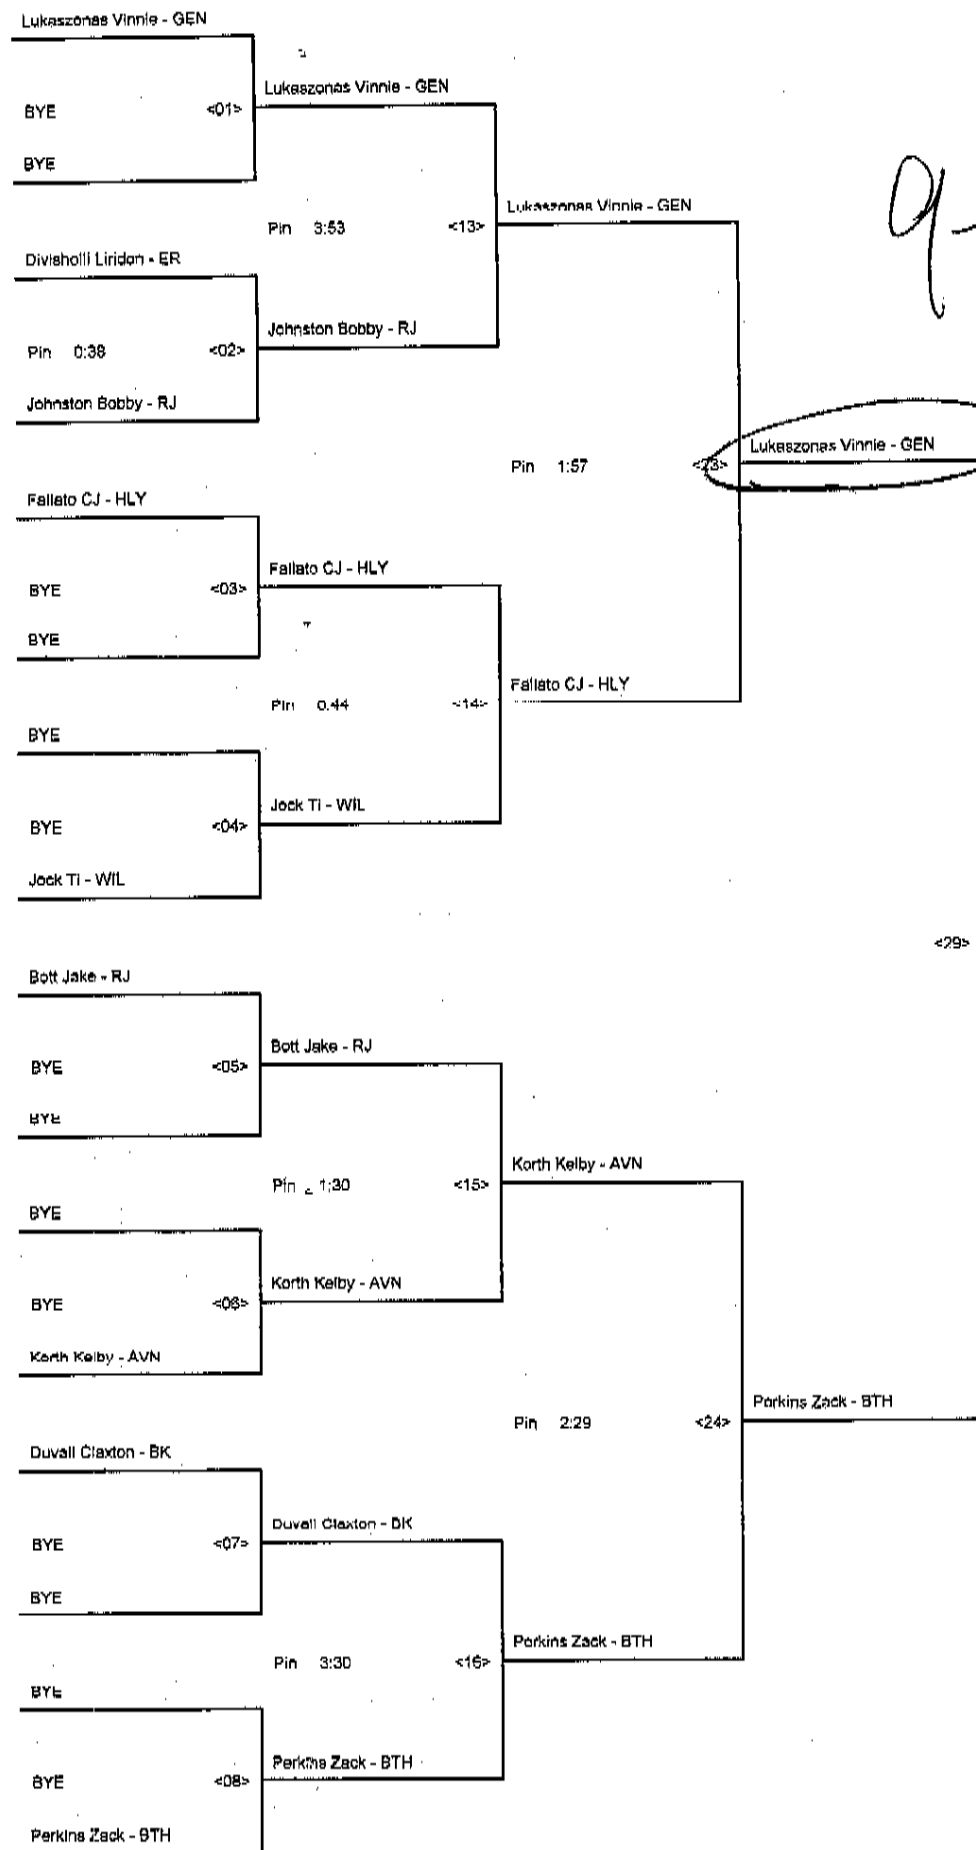 Lukaszonas Vinnie - GEN
Lukaszonas Vinnie - GEN
BYE <01>
BYE
Lukaszonas Vinnie - GEN
Pin 3:53 <13>
Divisholli Liridon - ER
Johnston Bobby - RJ
Pin 0:38 <02>
Johnston Bobby - RJ
Lukaszonas Vinnie - GEN
Pin 1:57 <23>
Fallato CJ - HLY
Fallato CJ - HLY
BYE <03>
BYE
Fallato CJ - HLY
Pin 0:44 <14>
BYE
Jock Ti - WIL
BYE <04>
Jock Ti - WIL
<29>
Bott Jake - RJ
Bott Jake - RJ
BYE <05>
BYE
Korth Kelby - AVN
Pin 1:30 <15>
BYE
Korth Kelby - AVN
BYE <06>
Korth Kelby - AVN
Perkins Zack - BTH
Pin 2:29 <24>
Duvall Claxton - BK
Duvall Claxton - BK
BYE <07>
BYE
Perkins Zack - BTH
Pin 3:30 <16>
BYE
Perkins Zack - BTH
BYE <08>
Perkins Zack - BTH